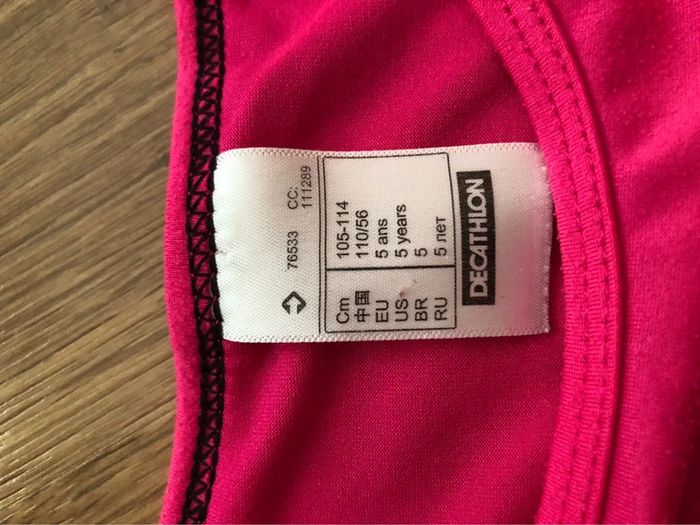 DECATHLON
Cm 105-114
中国 110/56
EU 5 ans
US- 5 years
BR 5
RU 5 лет
76533 CC: 111289